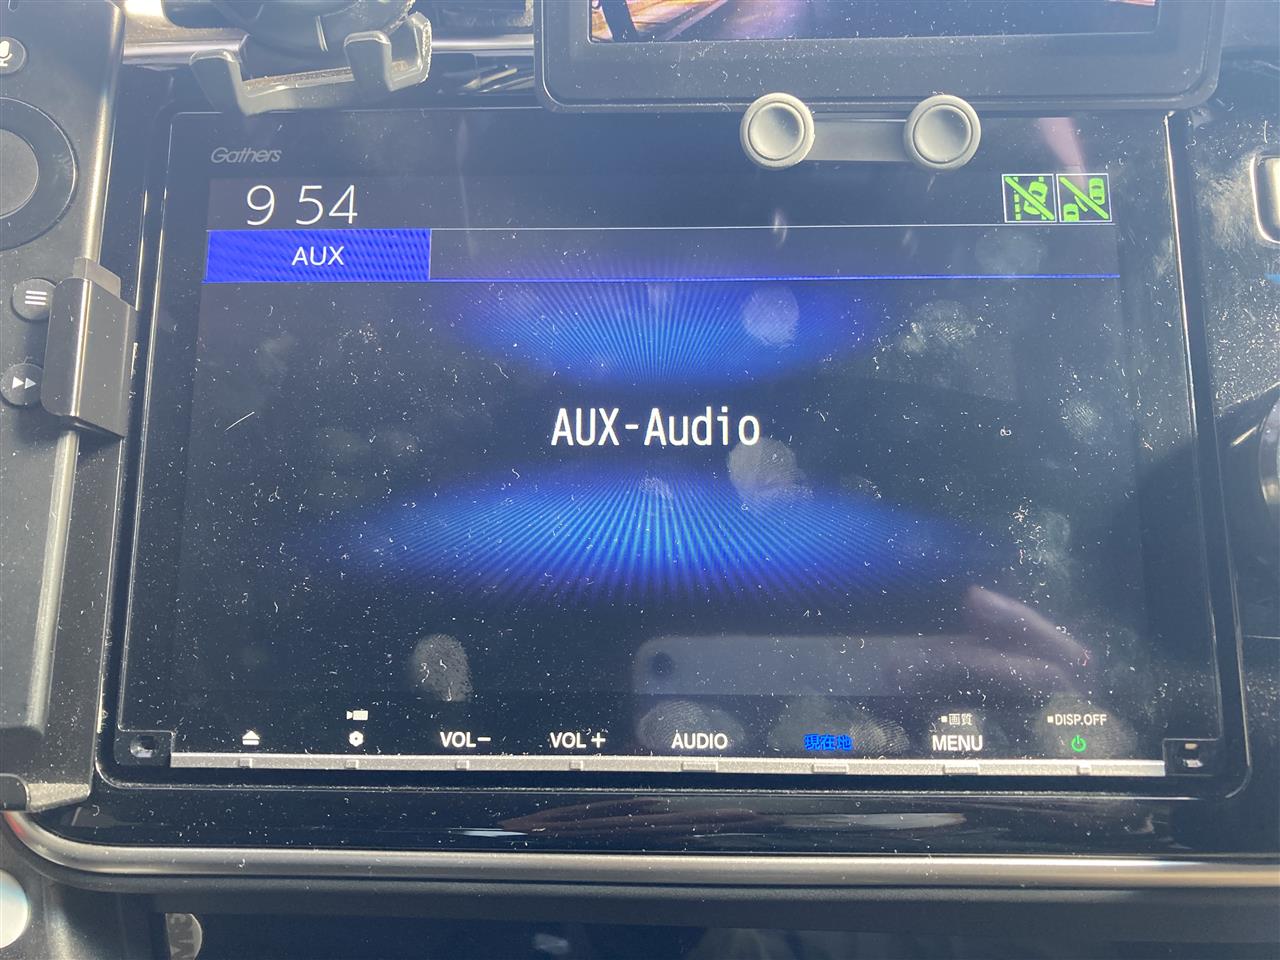 Gathers
9 54
AUX
AUX-Audio
VOL−
VOL+
AUDIO
現在地
▪画質
MENU
▪DISP.OFF